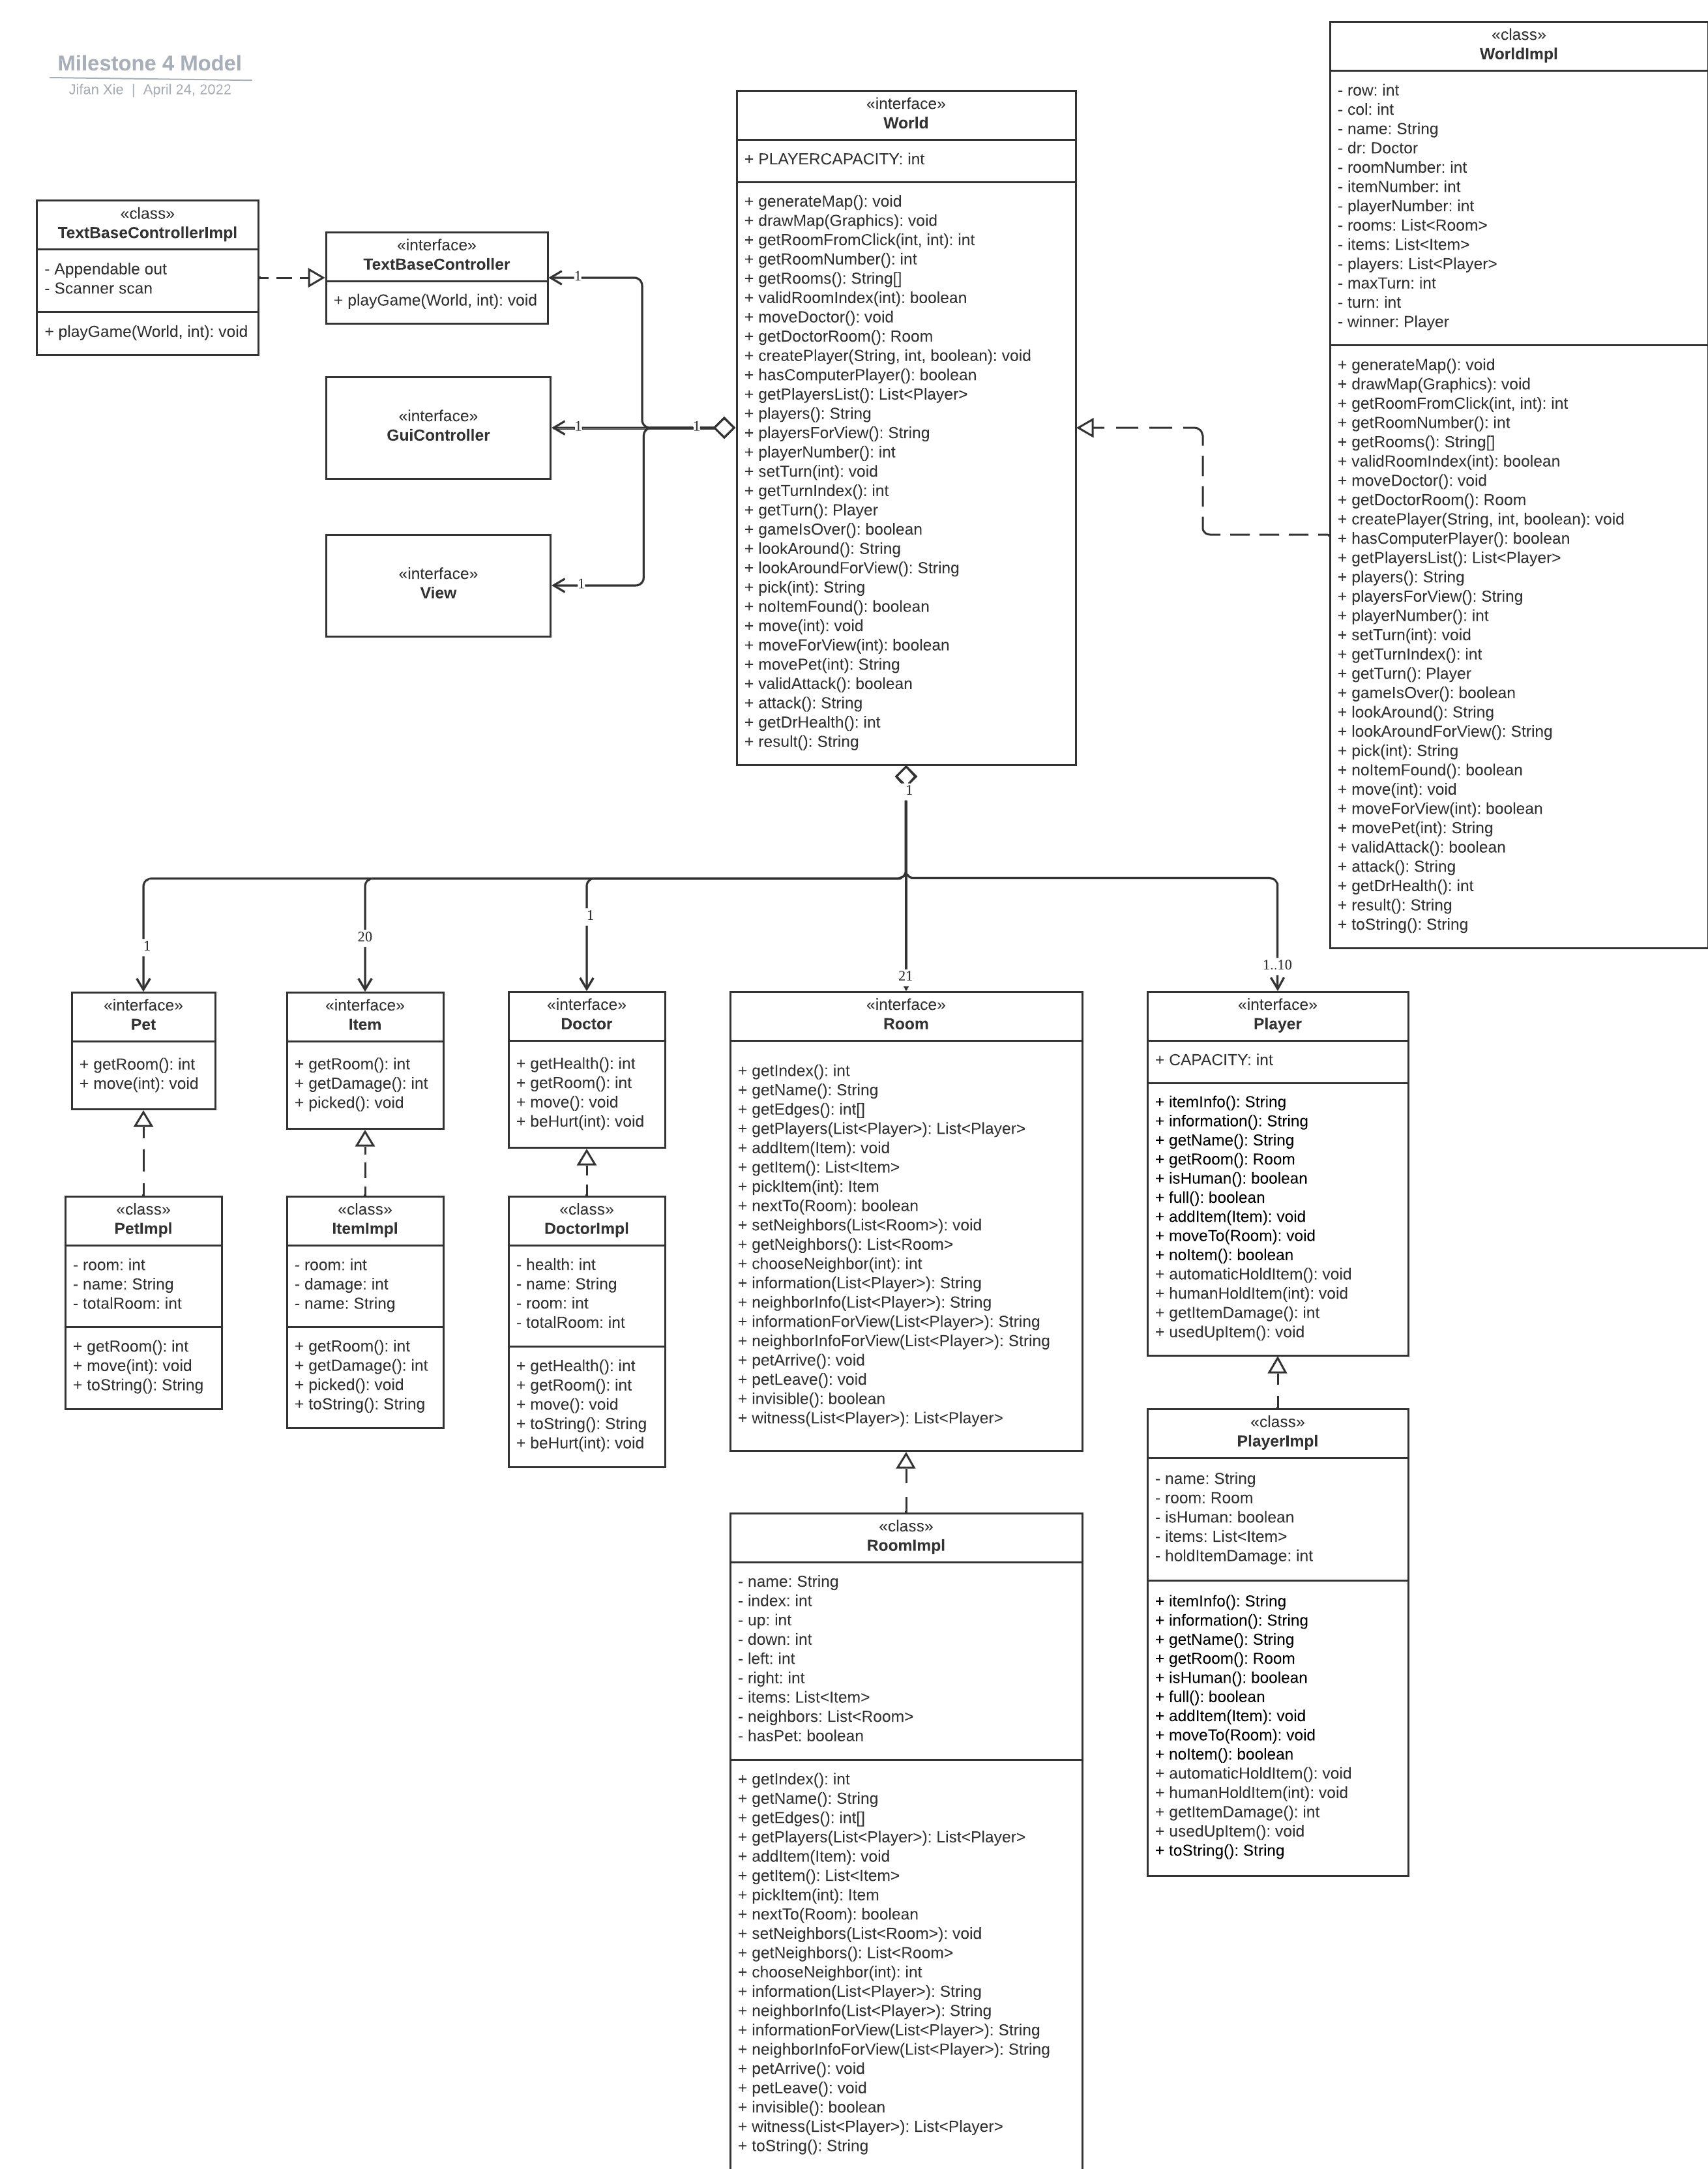 Milestone 4 Model
Jifan Xie | April 24, 2022
«class»
TextBaseControllerImpl
- Appendable out
- Scanner scan
+ playGame(World, int): void
«interface»
TextBaseController
+ playGame(World, int): void
«interface»
GuiController
«interface»
View
1
1
1
1
«interface»
World
+ PLAYERCAPACITY: int
+ generateMap(): void
+ drawMap(Graphics): void
+ getRoomFromClick(int, int): int
+ getRoomNumber(): int
+ getRooms(): String[]
+ validRoomIndex(int): boolean
+ moveDoctor(): void
+ getDoctorRoom(): Room
+ createPlayer(String, int, boolean): void
+ hasComputerPlayer(): boolean
+ getPlayersList(): List<Player>
+ players(): String
+ playersForView(): String
+ playerNumber(): int
+ setTurn(int): void
+ getTurnIndex(): int
+ getTurn(): Player
+ gameIsOver(): boolean
+ lookAround(): String
+ lookAroundForView(): String
+ pick(int): String
+ noItemFound(): boolean
+ move(int): void
+ moveForView(int): boolean
+ movePet(int): String
+ validAttack(): boolean
+ attack(): String
+ getDrHealth(): int
+ result(): String
«class»
WorldImpl
- row: int
- col: int
- name: String
- dr: Doctor
- roomNumber: int
- itemNumber: int
- playerNumber: int
- rooms: List<Room>
- items: List<Item>
- players: List<Player>
- maxTurn: int
- turn: int
- winner: Player
+ generateMap(): void
+ drawMap(Graphics): void
+ getRoomFromClick(int, int): int
+ getRoomNumber(): int
+ getRooms(): String[]
+ validRoomIndex(int): boolean
+ moveDoctor(): void
+ getDoctorRoom(): Room
+ createPlayer(String, int, boolean): void
+ hasComputerPlayer(): boolean
+ getPlayersList(): List<Player>
+ players(): String
+ playersForView(): String
+ playerNumber(): int
+ setTurn(int): void
+ getTurnIndex(): int
+ getTurn(): Player
+ gameIsOver(): boolean
+ lookAround(): String
+ lookAroundForView(): String
+ pick(int): String
+ noItemFound(): boolean
+ move(int): void
+ moveForView(int): boolean
+ movePet(int): String
+ validAttack(): boolean
+ attack(): String
+ getDrHealth(): int
+ result(): String
+ toString(): String
1
1
20
1
21
1..10
«interface»
Pet
+ getRoom(): int
+ move(int): void
«class»
PetImpl
- room: int
- name: String
- totalRoom: int
+ getRoom(): int
+ move(int): void
+ toString(): String
«interface»
Item
+ getRoom(): int
+ getDamage(): int
+ picked(): void
«class»
ItemImpl
- room: int
- damage: int
- name: String
+ getRoom(): int
+ getDamage(): int
+ picked(): void
+ toString(): String
«interface»
Doctor
+ getHealth(): int
+ getRoom(): int
+ move(): void
+ beHurt(int): void
«class»
DoctorImpl
- health: int
- name: String
- room: int
- totalRoom: int
+ getHealth(): int
+ getRoom(): int
+ move(): void
+ toString(): String
+ beHurt(int): void
«interface»
Room
+ getIndex(): int
+ getName(): String
+ getEdges(): int[]
+ getPlayers(List<Player>): List<Player>
+ addItem(Item): void
+ getItem(): List<Item>
+ pickItem(int): Item
+ nextTo(Room): boolean
+ setNeighbors(List<Room>): void
+ getNeighbors(): List<Room>
+ chooseNeighbor(int): int
+ information(List<Player>): String
+ neighborInfo(List<Player>): String
+ informationForView(List<Player>): String
+ neighborInfoForView(List<Player>): String
+ petArrive(): void
+ petLeave(): void
+ invisible(): boolean
+ witness(List<Player>): List<Player>
«class»
RoomImpl
- name: String
- index: int
- up: int
- down: int
- left: int
- right: int
- items: List<Item>
- neighbors: List<Room>
- hasPet: boolean
+ getIndex(): int
+ getName(): String
+ getEdges(): int[]
+ getPlayers(List<Player>): List<Player>
+ addItem(Item): void
+ getItem(): List<Item>
+ pickItem(int): Item
+ nextTo(Room): boolean
+ setNeighbors(List<Room>): void
+ getNeighbors(): List<Room>
+ chooseNeighbor(int): int
+ information(List<Player>): String
+ neighborInfo(List<Player>): String
+ informationForView(List<Player>): String
+ neighborInfoForView(List<Player>): String
+ petArrive(): void
+ petLeave(): void
+ invisible(): boolean
+ witness(List<Player>): List<Player>
+ toString(): String
«interface»
Player
+ CAPACITY: int
+ itemInfo(): String
+ information(): String
+ getName(): String
+ getRoom(): Room
+ isHuman(): boolean
+ full(): boolean
+ addItem(Item): void
+ moveTo(Room): void
+ noItem(): boolean
+ automaticHoldItem(): void
+ humanHoldItem(int): void
+ getItemDamage(): int
+ usedUpItem(): void
«class»
PlayerImpl
- name: String
- room: Room
- isHuman: boolean
- items: List<Item>
- holdItemDamage: int
+ itemInfo(): String
+ information(): String
+ getName(): String
+ getRoom(): Room
+ isHuman(): boolean
+ full(): boolean
+ addItem(Item): void
+ moveTo(Room): void
+ noItem(): boolean
+ automaticHoldItem(): void
+ humanHoldItem(int): void
+ getItemDamage(): int
+ usedUpItem(): void
+ toString(): String